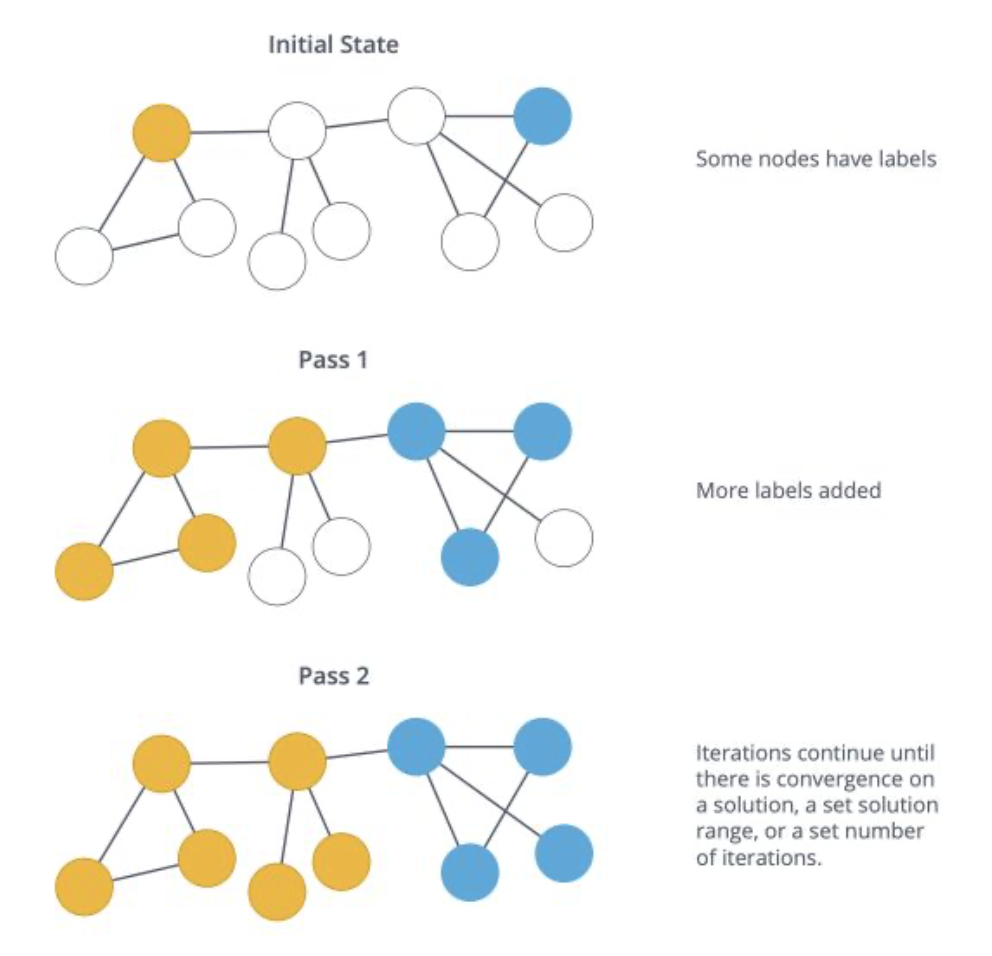 Initial State
Some nodes have labels
Pass 1
More labels added
Pass 2
Iterations continue until
there is convergence on
a solution, a set solution
range, or a set number
of iterations.